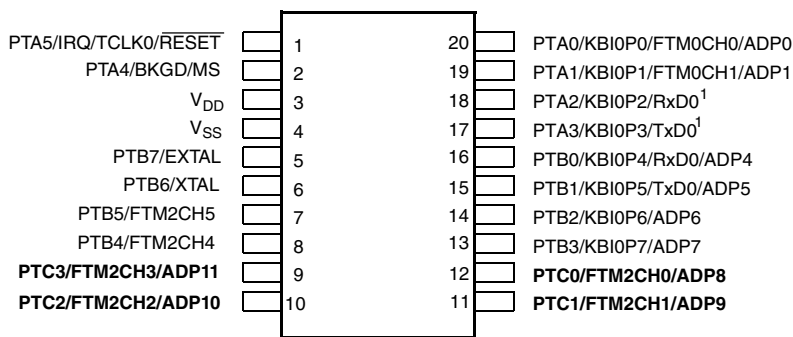 PTA5/IRQ/TCLK0/RESET 1 20 PTA0/KBI0P0/FTM0CH0/ADP0
PTA4/BKGD/MS 2 19 PTA1/KBI0P1/FTM0CH1/ADP1
VDD 3 18 PTA2/KBI0P2/RxD0¹
VSS 4 17 PTA3/KBI0P3/TxD0¹
PTB7/EXTAL 5 16 PTB0/KBI0P4/RxD0/ADP4
PTB6/XTAL 6 15 PTB1/KBI0P5/TxD0/ADP5
PTB5/FTM2CH5 7 14 PTB2/KBI0P6/ADP6
PTB4/FTM2CH4 8 13 PTB3/KBI0P7/ADP7
PTC3/FTM2CH3/ADP11 9 12 PTC0/FTM2CH0/ADP8
PTC2/FTM2CH2/ADP10 10 11 PTC1/FTM2CH1/ADP9